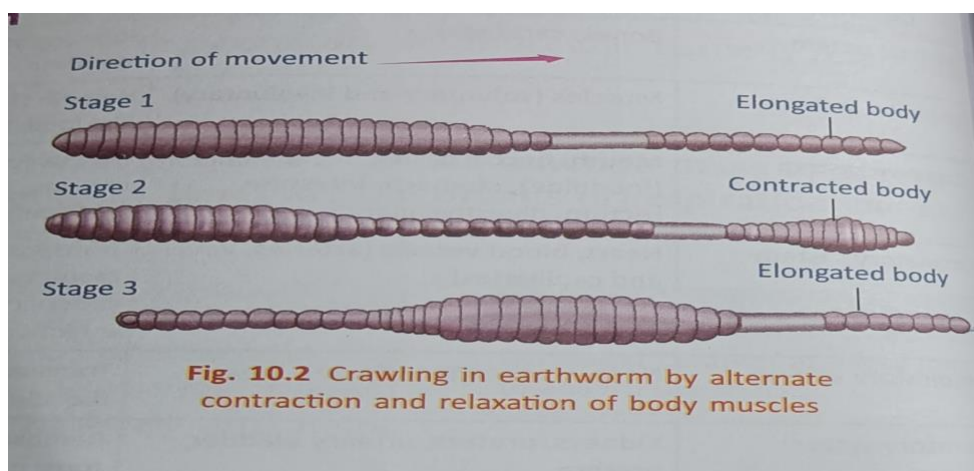 Direction of movement
Stage 1
Elongated body
Stage 2
Contracted body
Stage 3
Elongated body
Fig. 10.2 Crawling in earthworm by alternate
contraction and relaxation of body muscles